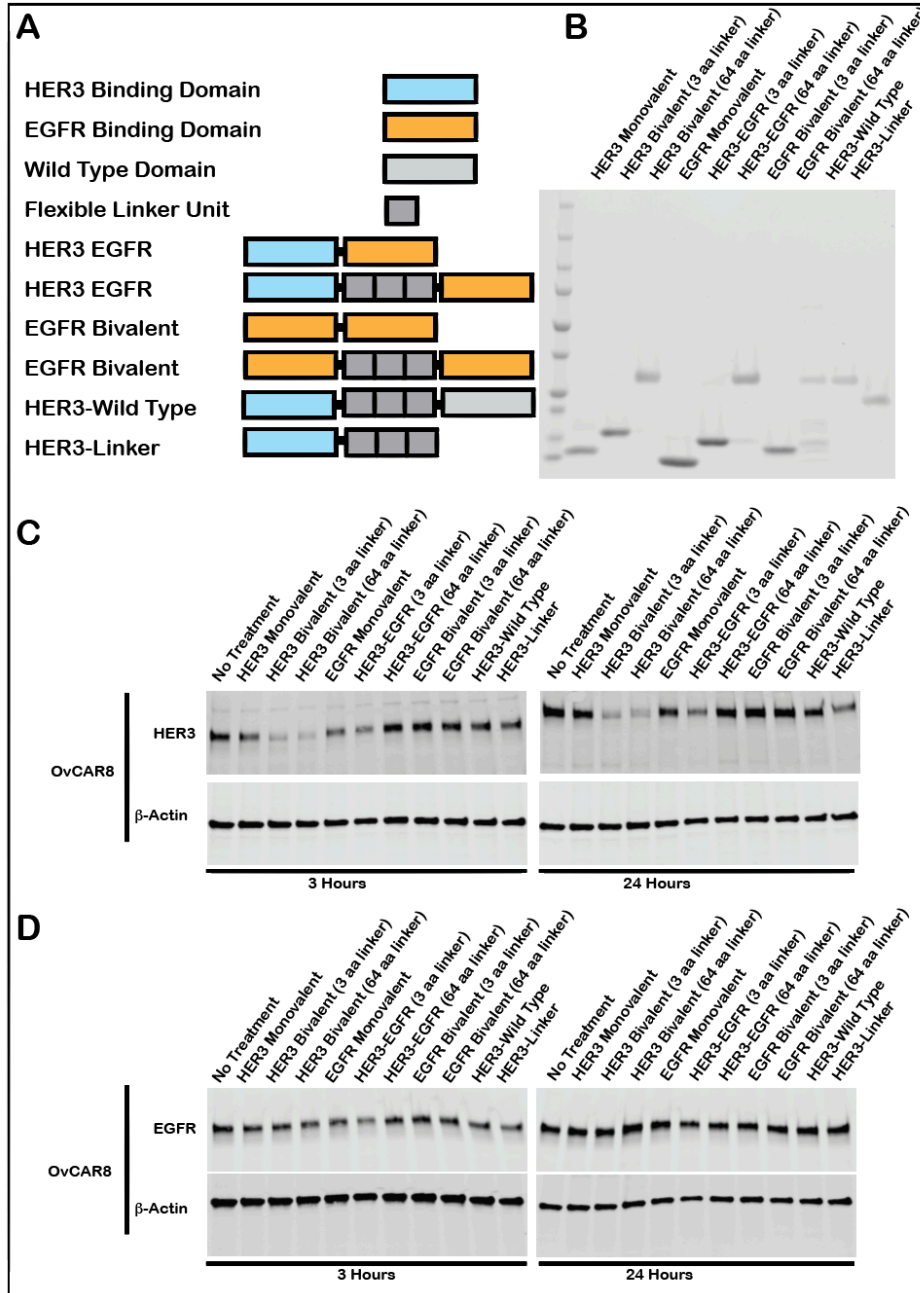 A
HER3 Binding Domain
EGFR Binding Domain
Wild Type Domain
Flexible Linker Unit
HER3 EGFR
HER3 EGFR
EGFR Bivalent
EGFR Bivalent
HER3-Wild Type
HER3-Linker
B
HER3 Monovalent
HER3 Bivalent (3 aa linker)
HER3 Bivalent (64 aa linker)
EGFR Monovalent
HER3-EGFR (3 aa linker)
HER3-EGFR (64 aa linker)
EGFR Bivalent (3 aa linker)
EGFR Bivalent (64 aa linker)
HER3-Wild Type
HER3-Linker
C
No Treatment
HER3 Monovalent
HER3 Bivalent (3 aa linker)
HER3 Bivalent (64 aa linker)
EGFR Monovalent
HER3-EGFR (3 aa linker)
HER3-EGFR (64 aa linker)
EGFR Bivalent (3 aa linker)
EGFR Bivalent (64 aa linker)
HER3-Wild Type
HER3-Linker
No Treatment
HER3 Monovalent
HER3 Bivalent (3 aa linker)
HER3 Bivalent (64 aa linker)
EGFR Monovalent
HER3-EGFR (3 aa linker)
HER3-EGFR (64 aa linker)
EGFR Bivalent (3 aa linker)
EGFR Bivalent (64 aa linker)
HER3-Wild Type
HER3-Linker
HER3
OvCAR8
β-Actin
3 Hours
24 Hours
D
No Treatment
HER3 Monovalent
HER3 Bivalent (3 aa linker)
HER3 Bivalent (64 aa linker)
EGFR Monovalent
HER3-EGFR (3 aa linker)
HER3-EGFR (64 aa linker)
EGFR Bivalent (3 aa linker)
EGFR Bivalent (64 aa linker)
HER3-Wild Type
HER3-Linker
No Treatment
HER3 Monovalent
HER3 Bivalent (3 aa linker)
HER3 Bivalent (64 aa linker)
EGFR Monovalent
HER3-EGFR (3 aa linker)
HER3-EGFR (64 aa linker)
EGFR Bivalent (3 aa linker)
EGFR Bivalent (64 aa linker)
HER3-Wild Type
HER3-Linker
EGFR
OvCAR8
β-Actin
3 Hours
24 Hours